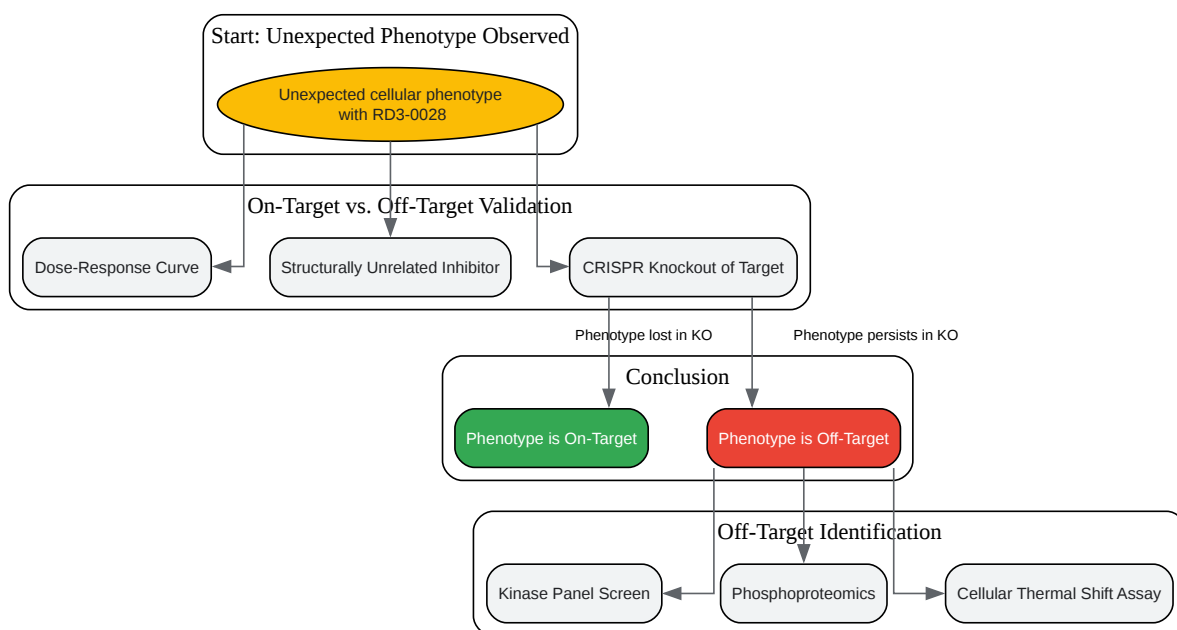 Start: Unexpected Phenotype Observed
Unexpected cellular phenotype
with RD3-0028
On-Target vs. Off-Target Validation
Dose-Response Curve
Structurally Unrelated Inhibitor
CRISPR Knockout of Target
Phenotype lost in KO
Phenotype persists in KO
Conclusion
Phenotype is On-Target
Phenotype is Off-Target
Off-Target Identification
Kinase Panel Screen
Phosphoproteomics
Cellular Thermal Shift Assay